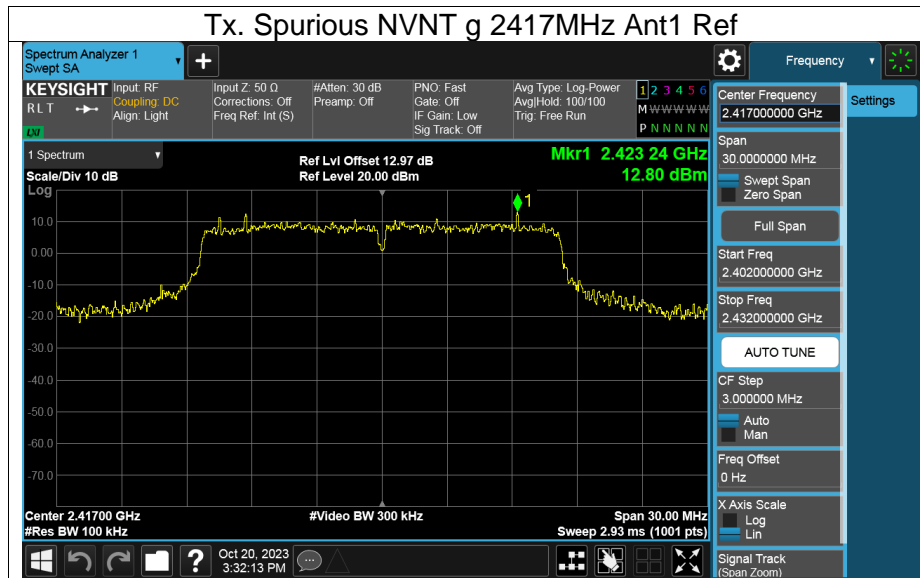 Tx. Spurious NVNT g 2417MHz Ant1 Ref
Spectrum Analyzer 1
Swept SA
Frequency
KEYSIGHT
R L T
LXI
Input: RF
Coupling: DC
Align: Light
Input Z: 50 Ω
Corrections: Off
Freq Ref: Int (S)
#Atten: 30 dB
Preamp: Off
PNO: Fast
Gate: Off
IF Gain: Low
Sig Track: Off
Avg Type: Log-Power
Avg|Hold: 100/100
Trig: Free Run
1 2 3 4 5 6
M W W W W W
P N N N N N
Center Frequency
2.417000000 GHz
Settings
Span
30.0000000 MHz
Swept Span
Zero Span
Full Span
Start Freq
2.402000000 GHz
Stop Freq
2.432000000 GHz
AUTO TUNE
CF Step
3.000000 MHz
Auto
Man
Freq Offset
0 Hz
X Axis Scale
Log
Lin
Signal Track
(Span Zoom)
1 Spectrum
Scale/Div 10 dB
Log
Ref Lvl Offset 12.97 dB
Ref Level 20.00 dBm
Mkr1 2.423 24 GHz
12.80 dBm
1
10.0
0.00
-10.0
-20.0
-30.0
-40.0
-50.0
-60.0
-70.0
Center 2.41700 GHz
#Res BW 100 kHz
#Video BW 300 kHz
Span 30.00 MHz
Sweep 2.93 ms (1001 pts)
Oct 20, 2023
3:32:13 PM